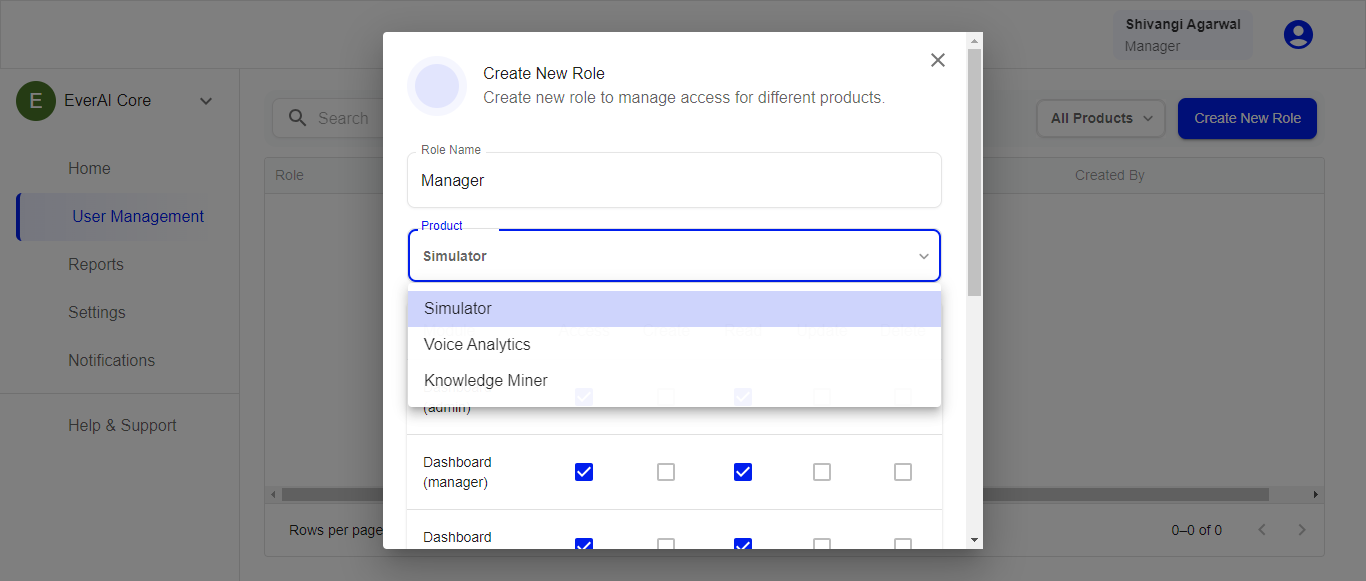 Shivangi Agarwal
Manager
E
EverAI Core
Home
User Management
Reports
Settings
Notifications
Help & Support
Search
All Products
Create New Role
Role
Created By
Rows per page
0–0 of 0
Create New Role
Create new role to manage access for different products.
Role Name
Manager
Product
Simulator
Simulator
Voice Analytics
Knowledge Miner
(admin)
Dashboard
(manager)
Dashboard